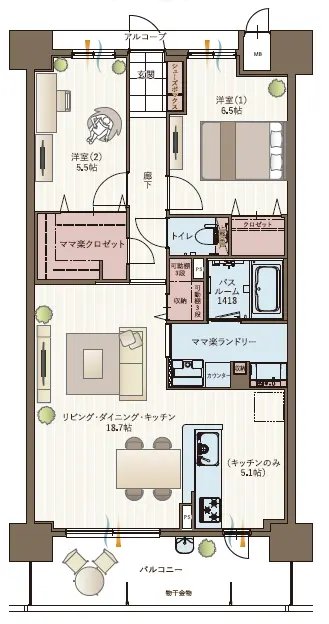 アルコーブ
玄関
シューズボックス
MB
洋室(1)
6.5帖
洋室(2)
5.5帖
廊下
トイレ
クロゼット
ママ楽クロゼット
可動棚
3段
PS
収納
可動棚3段
バス
ルーム
1418
ママ楽ランドリー
カウンター
収納
リビング・ダイニング・キッチン
18.7帖
(キッチンのみ
5.1帖)
PS
バルコニー
物干金物